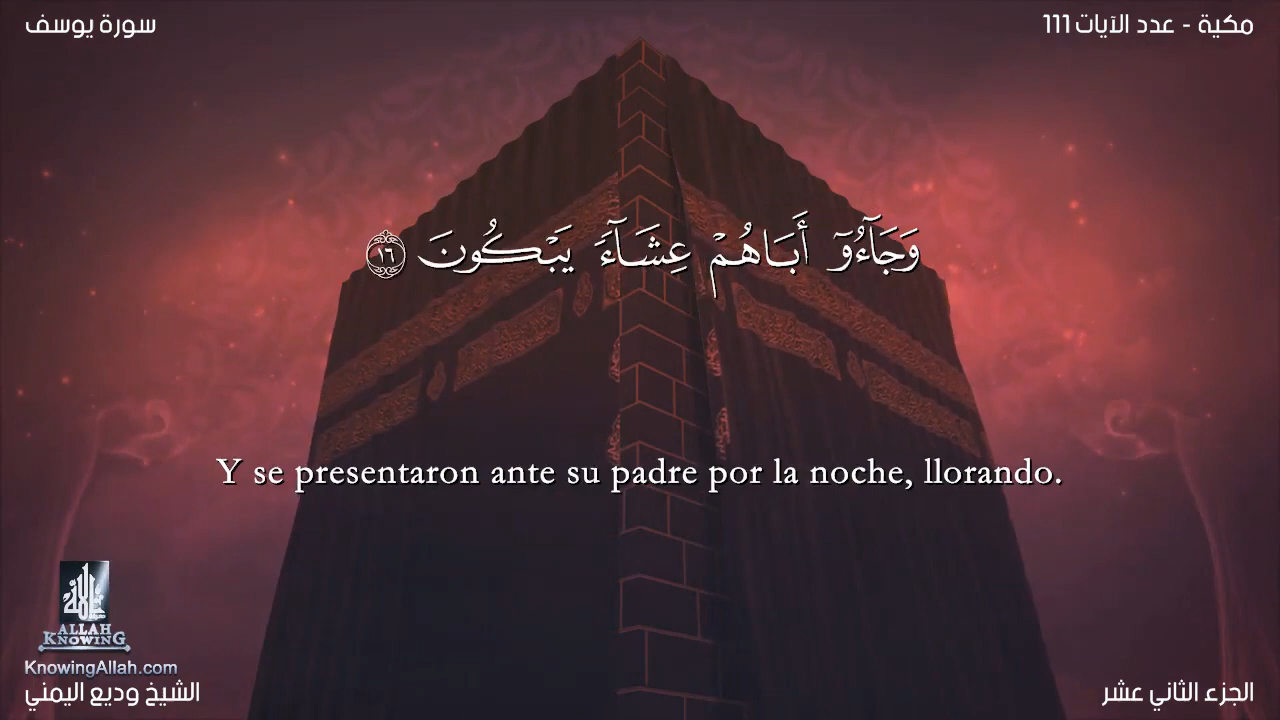 مكية - عدد الآيات 111
سورة يوسف
وَجَآءُوٓ أَبَاهُمْ عِشَآءً يَبْكُونَ ١٦
Y se presentaron ante su padre por la noche, llorando.
ALLAH
KNOWING
KnowingAllah.com
الجزء الثاني عشر
الشيخ وديع اليمني